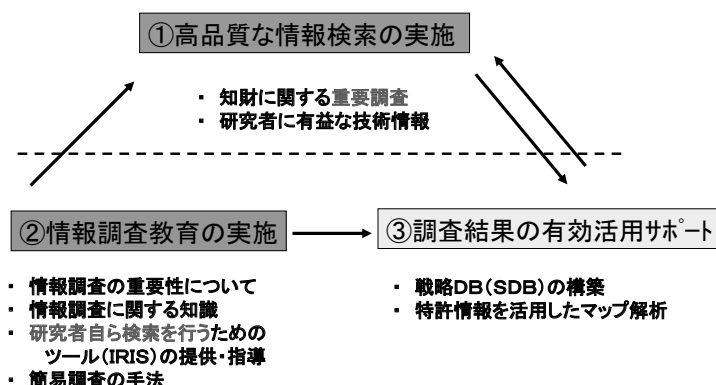 ①高品質な情報検索の実施
・ 知財に関する重要調査
・ 研究者に有益な技術情報
②情報調査教育の実施
③調査結果の有効活用サポート
・ 情報調査の重要性について
・ 情報調査に関する知識
・ 研究者自ら検索を行うための
ツール(IRIS)の提供・指導
・ 簡易調査の手法
・ 戦略DB(SDB)の構築
・ 特許情報を活用したマップ解析